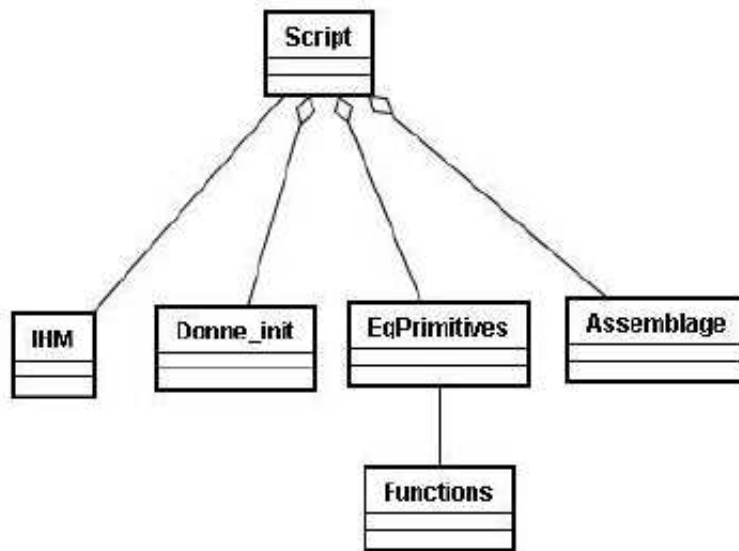 Script
IHM
Donne_init
EqPrimitives
Assemblage
Functions